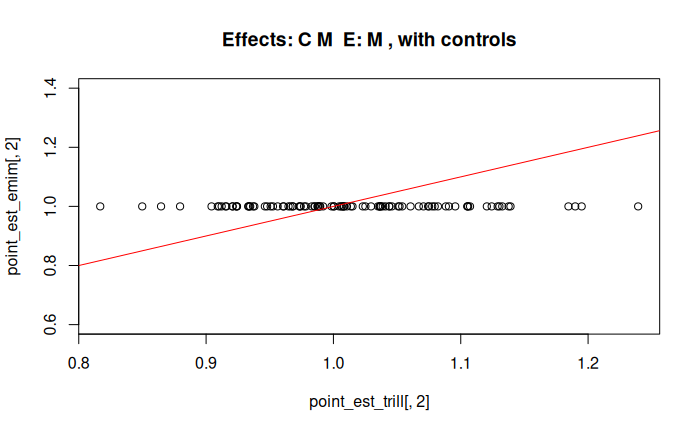 Effects: C M  E: M , with controls
point_est_emim[, 2]
1.4
1.2
1.0
0.8
0.6
0.8 0.9 1.0 1.1 1.2
point_est_trill[, 2]